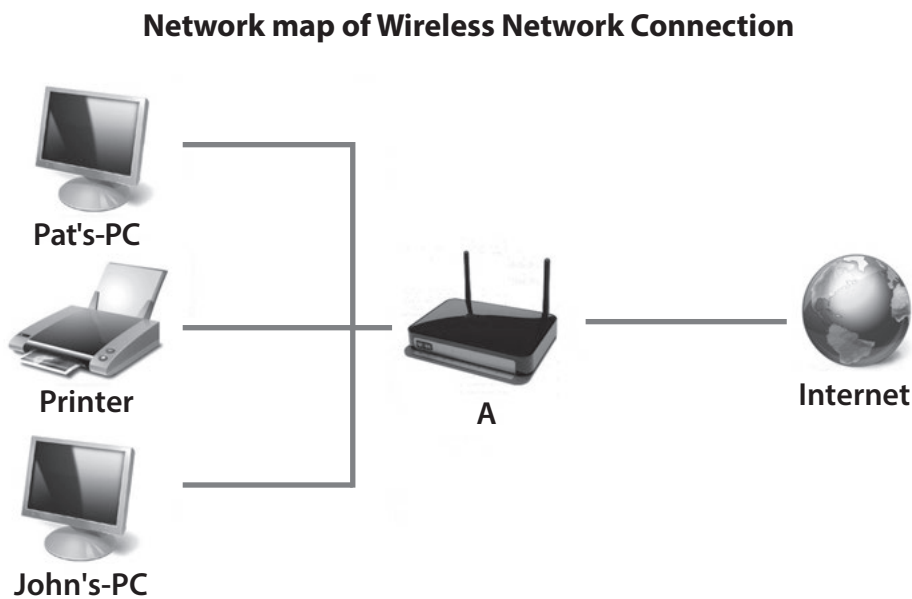 Network map of Wireless Network Connection
Pat's-PC
Printer
A
Internet
John's-PC